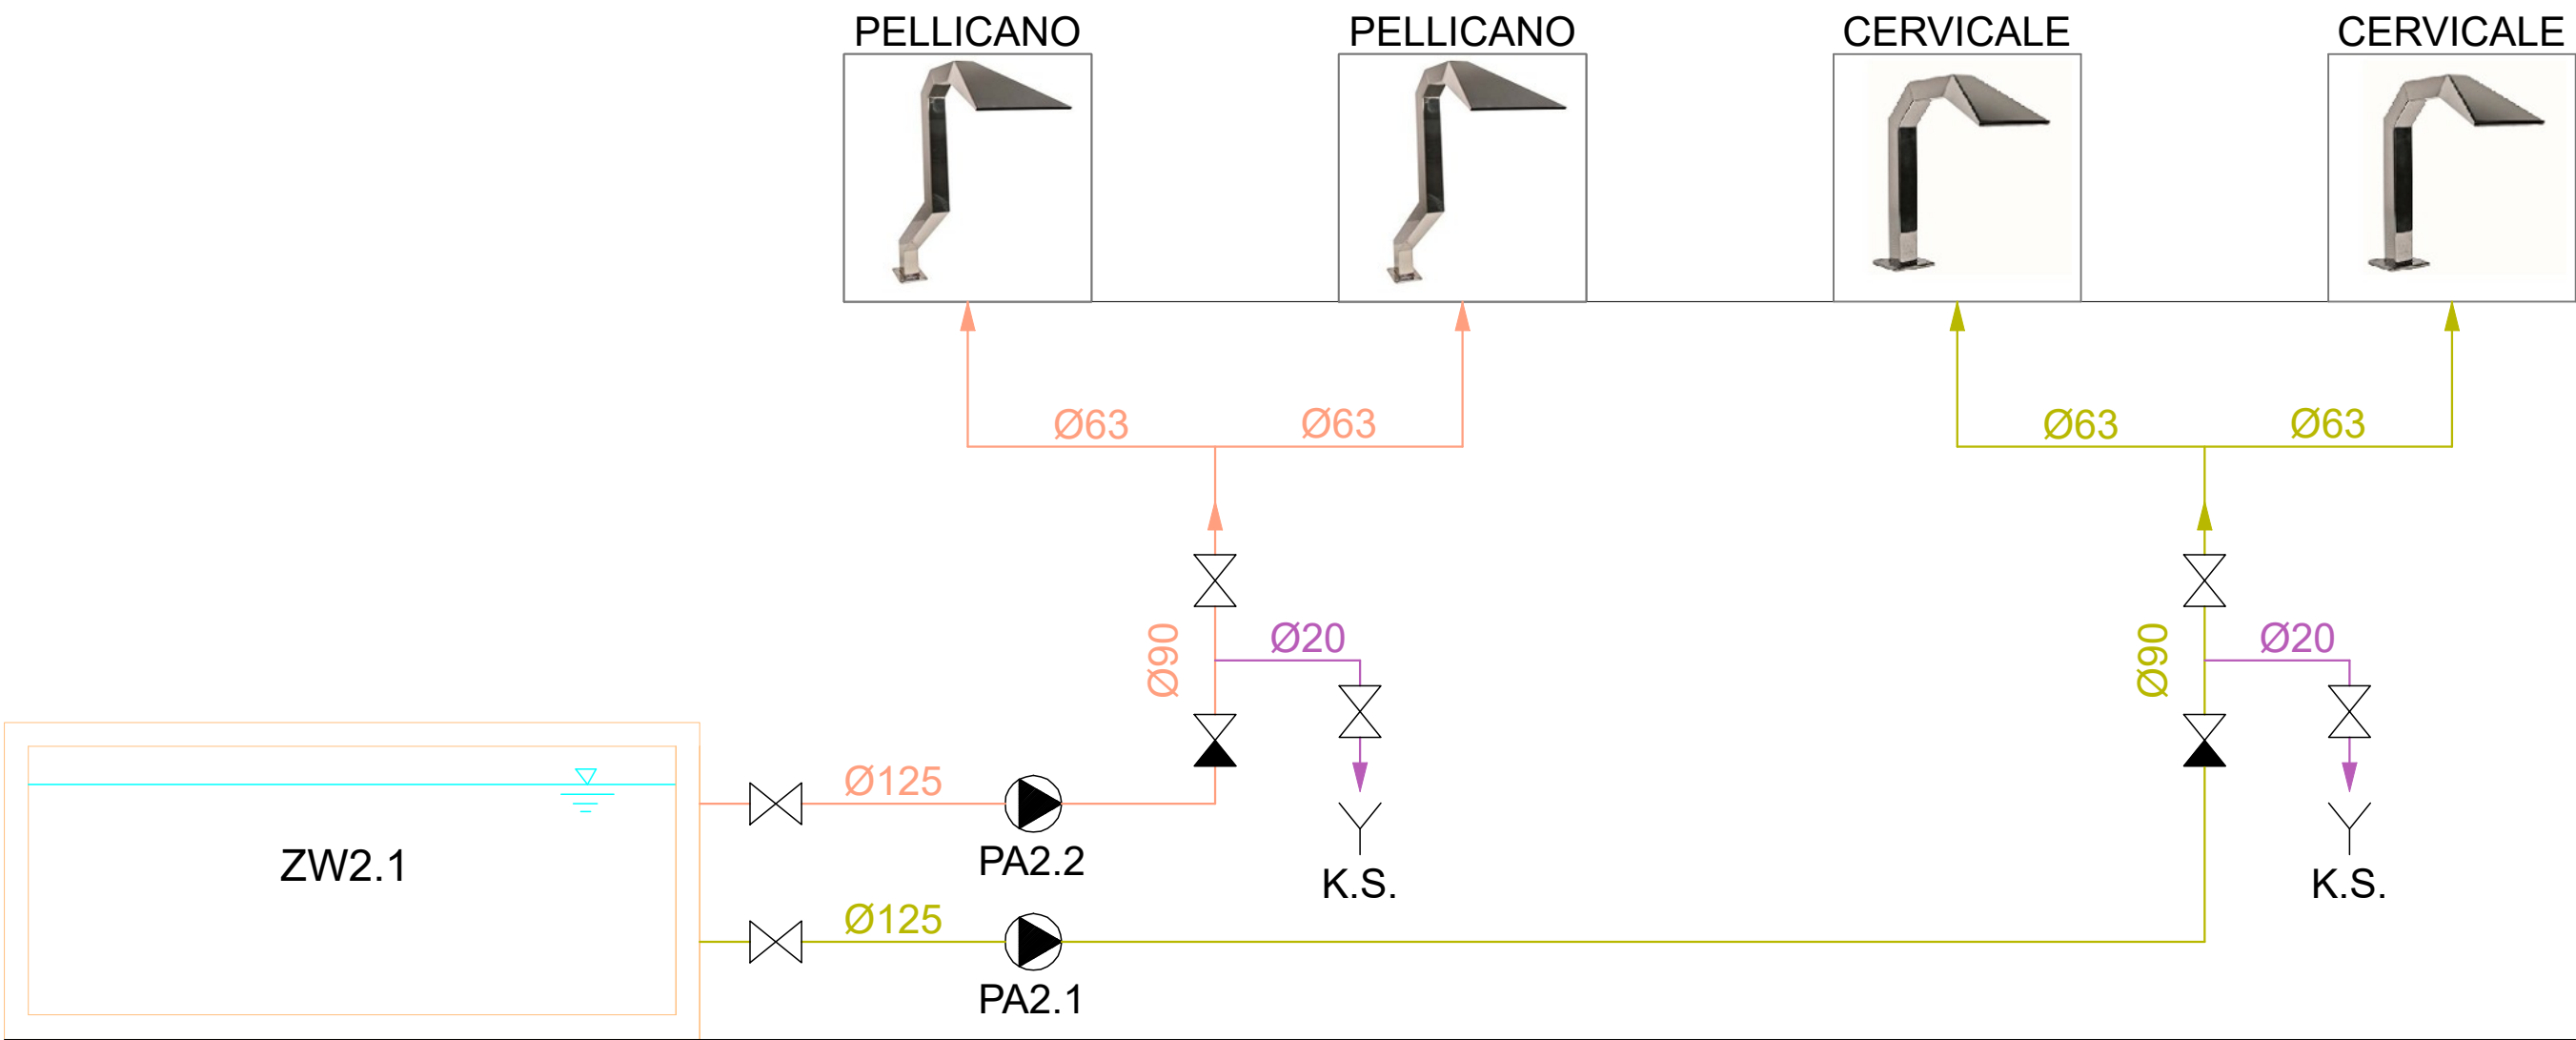 PELLICANO
PELLICANO
CERVICALE
CERVICALE
Ø63
Ø63
Ø63
Ø63
Ø90
Ø20
Ø90
Ø20
Ø125
ZW2.1
PA2.2
K.S.
K.S.
Ø125
PA2.1